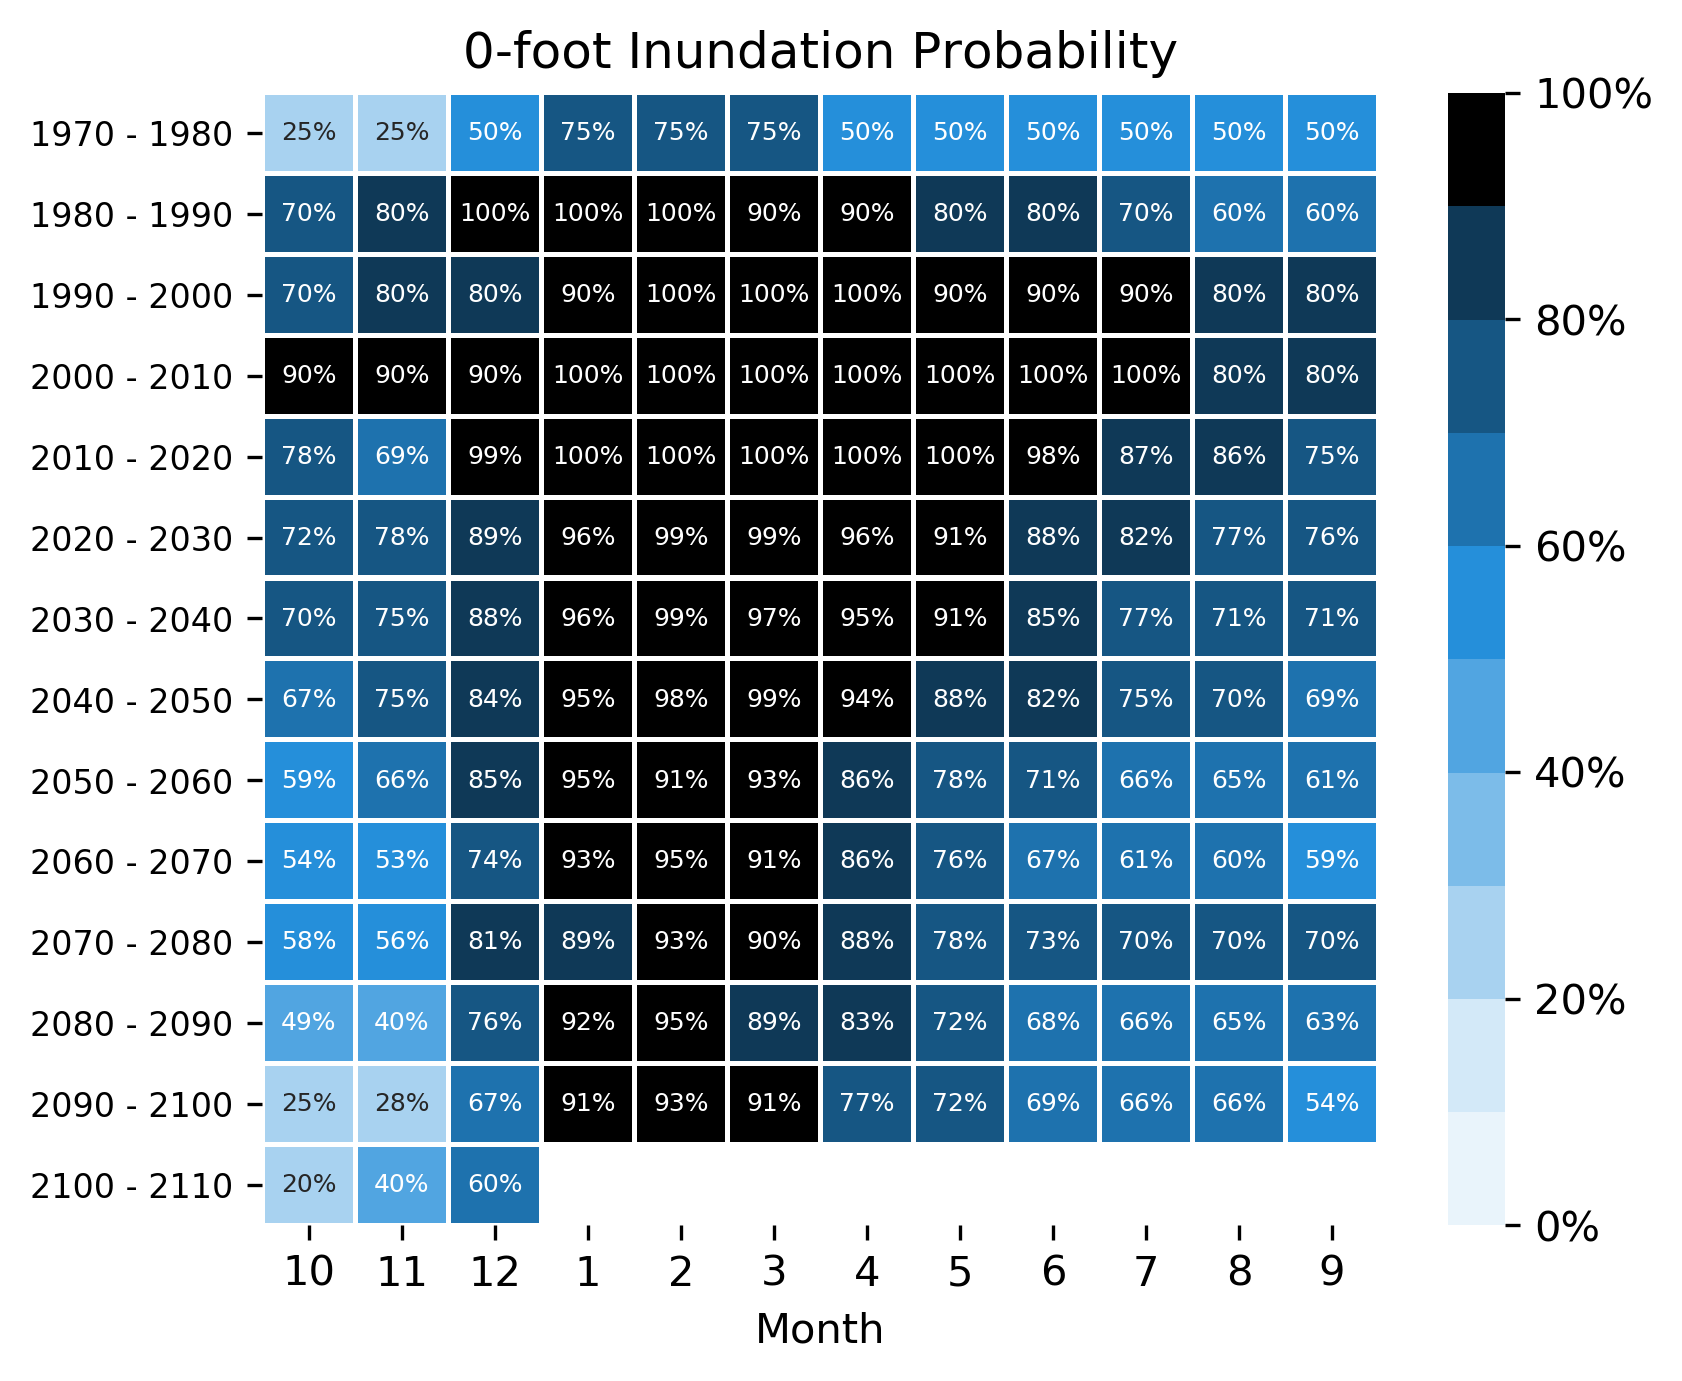 0-foot Inundation Probability
1970 - 1980 25% 25% 50% 75% 75% 75% 50% 50% 50% 50% 50% 50%
1980 - 1990 70% 80% 100% 100% 100% 90% 90% 80% 80% 70% 60% 60%
1990 - 2000 70% 80% 80% 90% 100% 100% 100% 90% 90% 90% 80% 80%
2000 - 2010 90% 90% 90% 100% 100% 100% 100% 100% 100% 100% 80% 80%
2010 - 2020 78% 69% 99% 100% 100% 100% 100% 100% 98% 87% 86% 75%
2020 - 2030 72% 78% 89% 96% 99% 99% 96% 91% 88% 82% 77% 76%
2030 - 2040 70% 75% 88% 96% 99% 97% 95% 91% 85% 77% 71% 71%
2040 - 2050 67% 75% 84% 95% 98% 99% 94% 88% 82% 75% 70% 69%
2050 - 2060 59% 66% 85% 95% 91% 93% 86% 78% 71% 66% 65% 61%
2060 - 2070 54% 53% 74% 93% 95% 91% 86% 76% 67% 61% 60% 59%
2070 - 2080 58% 56% 81% 89% 93% 90% 88% 78% 73% 70% 70% 70%
2080 - 2090 49% 40% 76% 92% 95% 89% 83% 72% 68% 66% 65% 63%
2090 - 2100 25% 28% 67% 91% 93% 91% 77% 72% 69% 66% 66% 54%
2100 - 2110 20% 40% 60%
10 11 12 1 2 3 4 5 6 7 8 9
Month
100%
80%
60%
40%
20%
0%